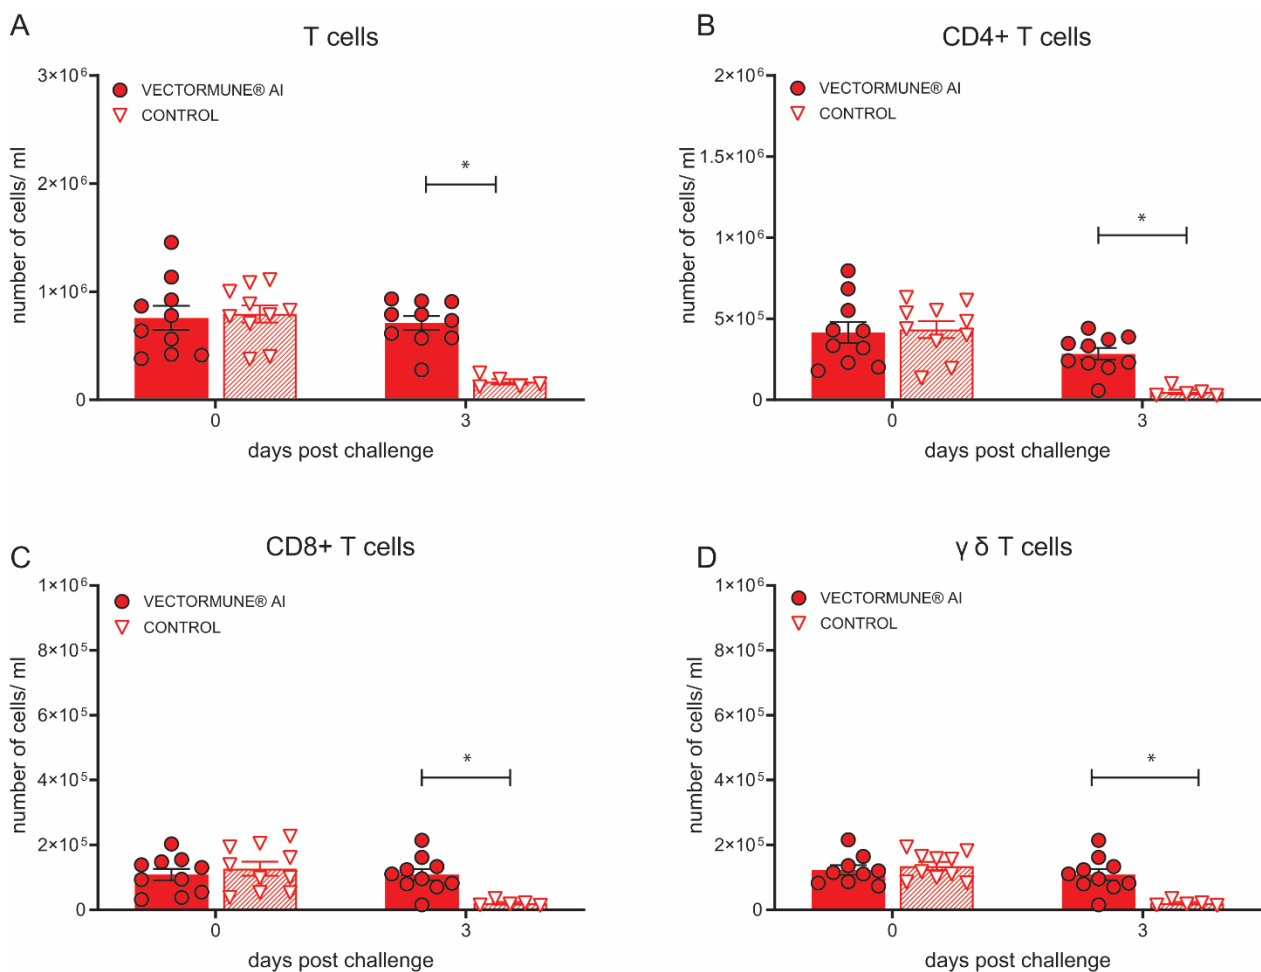 A
T cells
3×10⁶
2×10⁶
1×10⁶
0
number of cells/ ml
VECTORMUNE® AI
CONTROL
*
0
3
days post challenge
B
CD4+ T cells
2×10⁶
1.5×10⁶
1×10⁶
5×10⁵
0
number of cells/ ml
VECTORMUNE® AI
CONTROL
*
0
3
days post challenge
C
CD8+ T cells
1×10⁶
8×10⁵
6×10⁵
4×10⁵
2×10⁵
0
number of cells/ ml
VECTORMUNE® AI
CONTROL
*
0
3
days post challenge
D
γ δ T cells
1×10⁶
8×10⁵
6×10⁵
4×10⁵
2×10⁵
0
number of cells/ ml
VECTORMUNE® AI
CONTROL
*
0
3
days post challenge